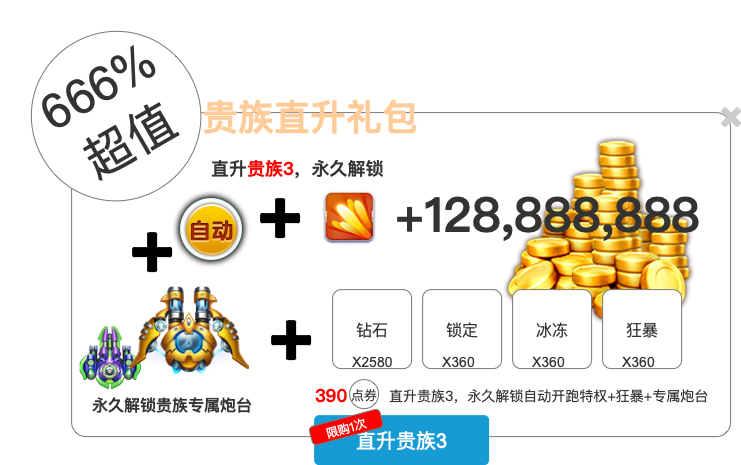 666%
超值
贵族直升礼包
直升贵族3，永久解锁
自动
+128,888,888
钻石
X2580
锁定
X360
冰冻
X360
狂暴
X360
永久解锁贵族专属炮台
390 点券 直升贵族3，永久解锁自动开跑特权+狂暴+专属炮台
限购1次
直升贵族3